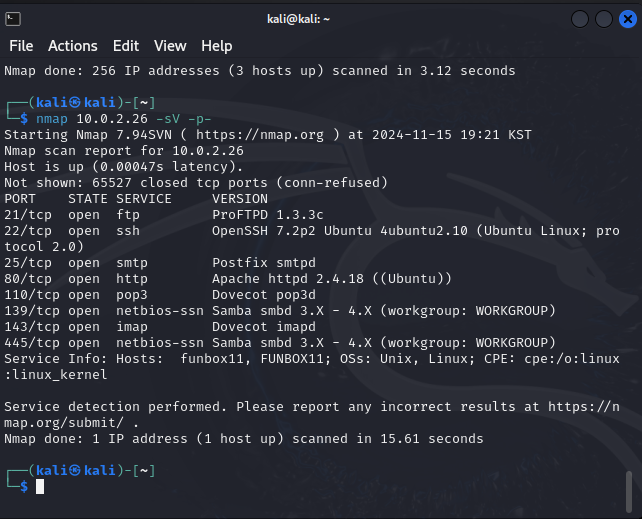 kali@kali: ~
File Actions Edit View Help
Nmap done: 256 IP addresses (3 hosts up) scanned in 3.12 seconds
┌──(kali㉿kali)-[~]
└─$ nmap 10.0.2.26 -sV -p-
Starting Nmap 7.94SVN ( https://nmap.org ) at 2024-11-15 19:21 KST
Nmap scan report for 10.0.2.26
Host is up (0.00047s latency).
Not shown: 65527 closed tcp ports (conn-refused)
PORT    STATE SERVICE     VERSION
21/tcp  open  ftp         ProFTPD 1.3.3c
22/tcp  open  ssh         OpenSSH 7.2p2 Ubuntu 4ubuntu2.10 (Ubuntu Linux; pro
tocol 2.0)
25/tcp  open  smtp        Postfix smtpd
80/tcp  open  http        Apache httpd 2.4.18 ((Ubuntu))
110/tcp open  pop3        Dovecot pop3d
139/tcp open  netbios-ssn Samba smbd 3.X - 4.X (workgroup: WORKGROUP)
143/tcp open  imap        Dovecot imapd
445/tcp open  netbios-ssn Samba smbd 3.X - 4.X (workgroup: WORKGROUP)
Service Info: Hosts:  funbox11, FUNBOX11; OSs: Unix, Linux; CPE: cpe:/o:linux
:linux_kernel
Service detection performed. Please report any incorrect results at https://n
map.org/submit/ .
Nmap done: 1 IP address (1 host up) scanned in 15.61 seconds
┌──(kali㉿kali)-[~]
└─$